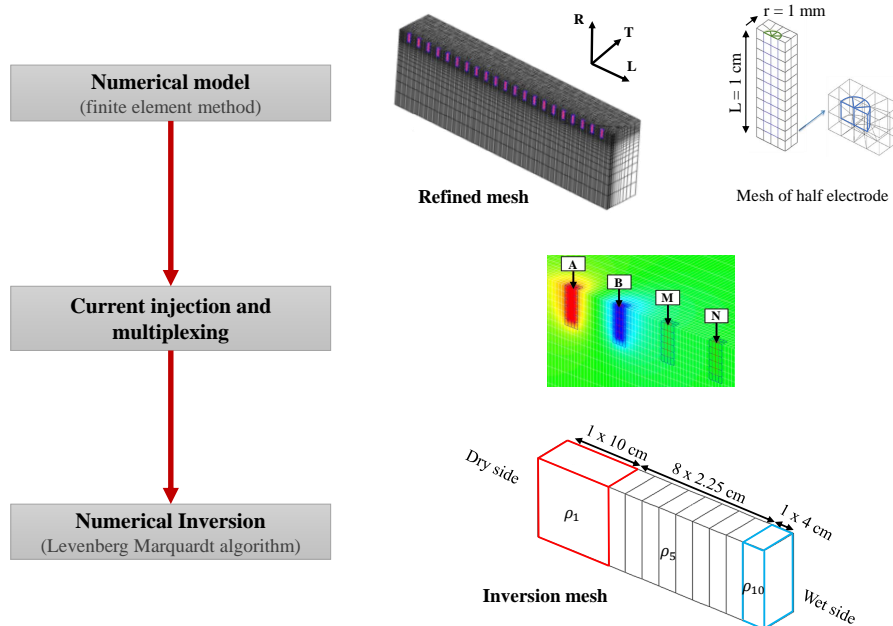 Numerical model
(finite element method)
Current injection and
multiplexing
Numerical Inversion
(Levenberg Marquardt algorithm)
R
T
L
Refined mesh
r = 1 mm
L = 1 cm
Mesh of half electrode
A
B
M
N
1 x 10 cm
8 x 2.25 cm
1 x 4 cm
Dry side
ρ₁
ρ₅
ρ₁₀
Wet side
Inversion mesh